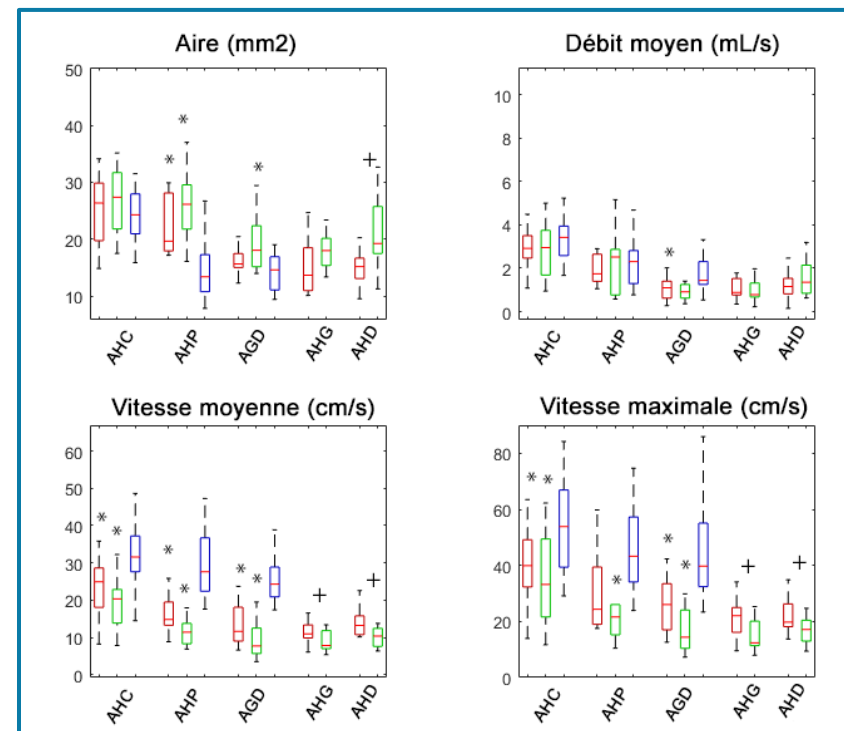 Aire (mm2)
50
40
30
20
10
* * * +
AHC AHP AGD AHG AHD
Débit moyen (mL/s)
10
8
6
4
2
0
*
AHC AHP AGD AHG AHD
Vitesse moyenne (cm/s)
60
50
40
30
20
10
0
* * * * * * + +
AHC AHP AGD AHG AHD
Vitesse maximale (cm/s)
80
60
40
20
0
* * * * * + +
AHC AHP AGD AHG AHD